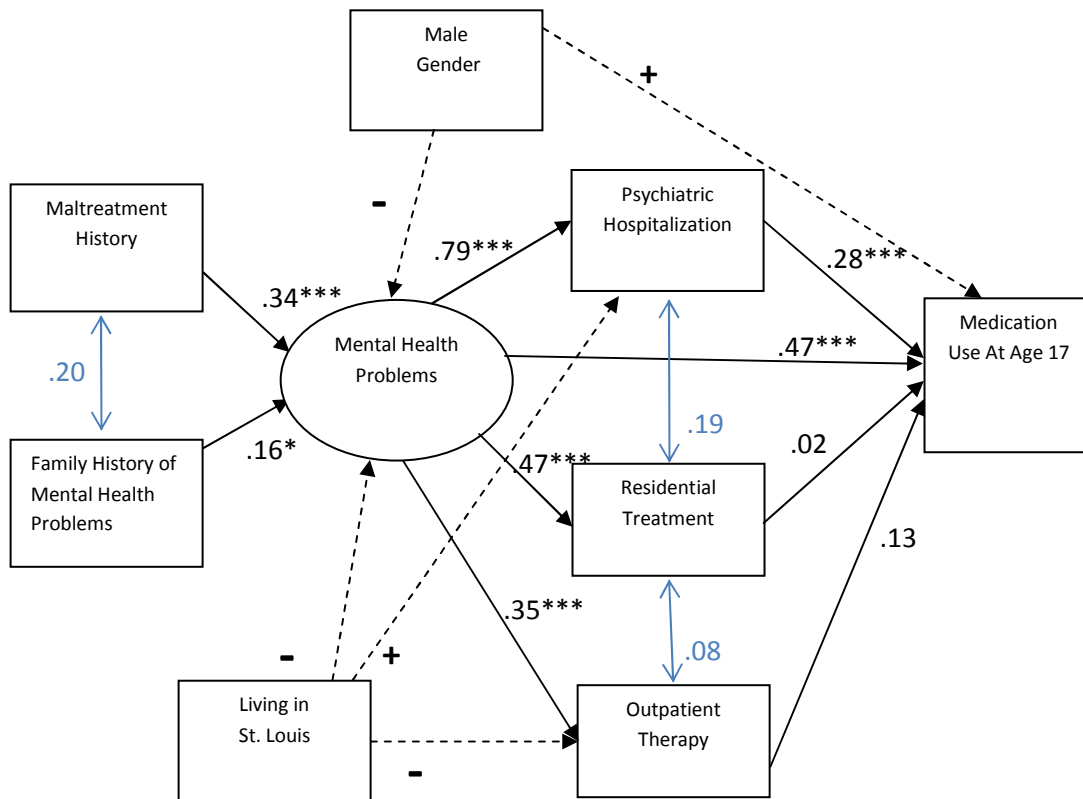 Male
Gender
+
Maltreatment
History
Psychiatric
Hospitalization
-
.79***
.28***
.34***
Mental Health
Problems
Medication
Use At Age 17
.47***
.20
.19
.16*
Family History of
Mental Health
Problems
.47***
.02
Residential
Treatment
.13
.35***
-
+
.08
Living in
St. Louis
Outpatient
Therapy
-